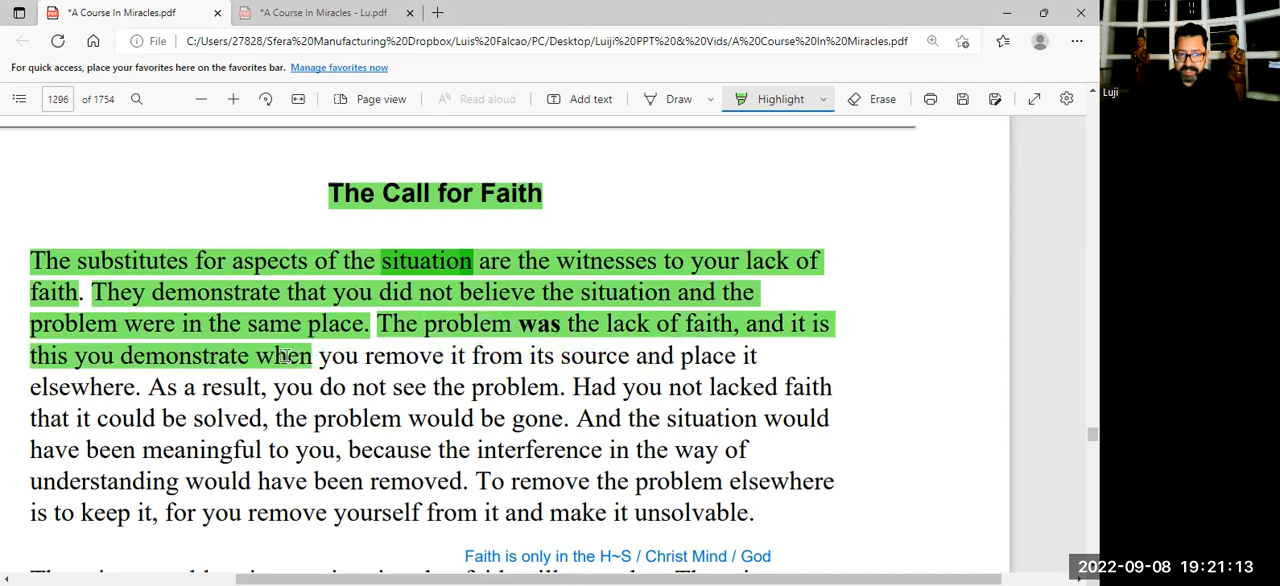 *A Course In Miracles.pdf
*A Course In Miracles - Lu.pdf
File
C:/Users/27828/Sfera%20Manufacturing%20Dropbox/Luis%20Falcao/PC/Desktop/Luiji%20PPT%20&%20Vids/A%20Course%20In%20Miracles.pdf
For quick access, place your favorites here on the favorites bar. Manage favorites now
1296 of 1754
Page view
Read aloud
Add text
Draw
Highlight
Erase
Luji
The Call for Faith
The substitutes for aspects of the situation are the witnesses to your lack of
faith. They demonstrate that you did not believe the situation and the
problem were in the same place. The problem was the lack of faith, and it is
this you demonstrate when you remove it from its source and place it
elsewhere. As a result, you do not see the problem. Had you not lacked faith
that it could be solved, the problem would be gone. And the situation would
have been meaningful to you, because the interference in the way of
understanding would have been removed. To remove the problem elsewhere
is to keep it, for you remove yourself from it and make it unsolvable.
Faith is only in the H~S / Christ Mind / God
2022-09-08 19:21:13